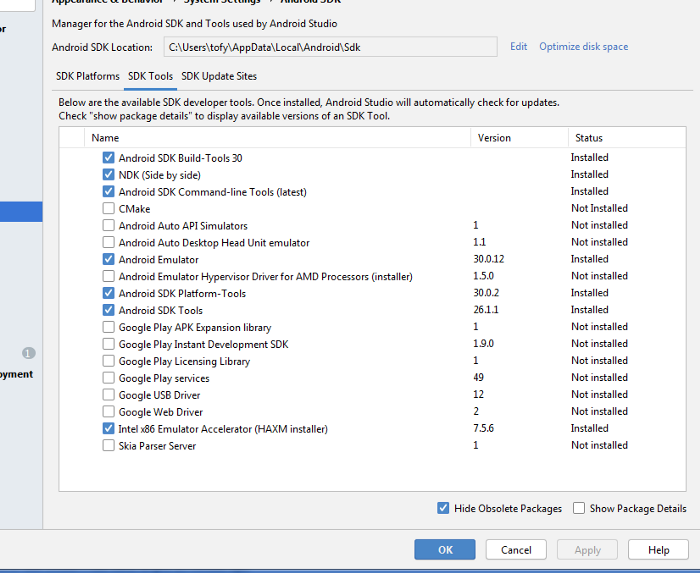 Appearance & Behavior › System Settings › Android SDK
or
Manager for the Android SDK and Tools used by Android Studio
Android SDK Location: C:\Users\tofy\AppData\Local\Android\Sdk Edit Optimize disk space
SDK Platforms SDK Tools SDK Update Sites
Below are the available SDK developer tools. Once installed, Android Studio will automatically check for updates.
Check "show package details" to display available versions of an SDK Tool.
Name Version Status
Android SDK Build-Tools 30 Installed
NDK (Side by side) Installed
Android SDK Command-line Tools (latest) Installed
CMake Not Installed
Android Auto API Simulators 1 Not installed
Android Auto Desktop Head Unit emulator 1.1 Not installed
Android Emulator 30.0.12 Installed
Android Emulator Hypervisor Driver for AMD Processors (installer) 1.5.0 Not installed
Android SDK Platform-Tools 30.0.2 Installed
Android SDK Tools 26.1.1 Installed
Google Play APK Expansion library 1 Not installed
Google Play Instant Development SDK 1.9.0 Not installed
Google Play Licensing Library 1 Not installed
Google Play services 49 Not installed
Google USB Driver 12 Not installed
Google Web Driver 2 Not installed
Intel x86 Emulator Accelerator (HAXM installer) 7.5.6 Installed
Skia Parser Server 1 Not installed
1
oyment
Hide Obsolete Packages Show Package Details
OK Cancel Apply Help